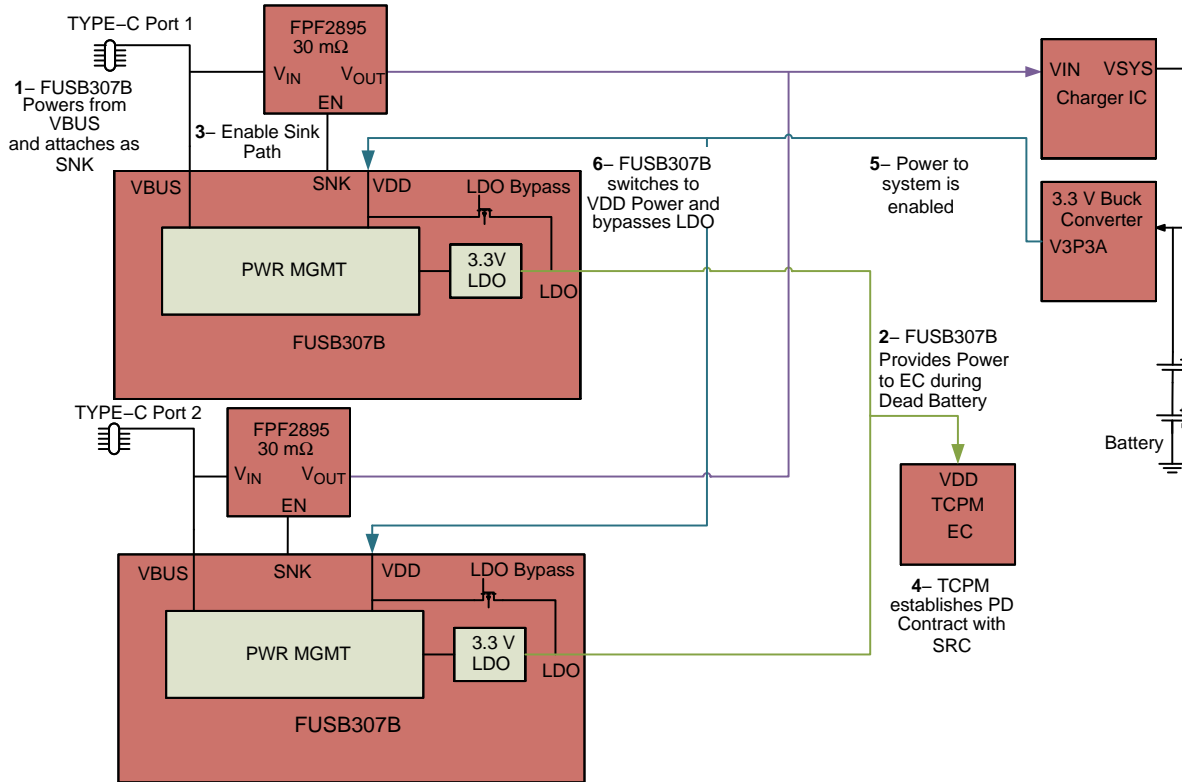 TYPE−C Port 1
1− FUSB307B
Powers from
VBUS
and attaches as
SNK
FPF2895
30 mΩ
VIN
VOUT
EN
3− Enable Sink
Path
VBUS
SNK
VDD
LDO Bypass
PWR MGMT
3.3V
LDO
LDO
FUSB307B
6− FUSB307B
switches to
VDD Power and
bypasses LDO
5− Power to
system is
enabled
VIN
VSYS
Charger IC
3.3 V Buck
Converter
V3P3A
2− FUSB307B
Provides Power
to EC during
Dead Battery
Battery
TYPE−C Port 2
FPF2895
30 mΩ
VIN
VOUT
EN
VBUS
SNK
VDD
LDO Bypass
PWR MGMT
3.3 V
LDO
LDO
FUSB307B
VDD
TCPM
EC
4− TCPM
establishes PD
Contract with
SRC